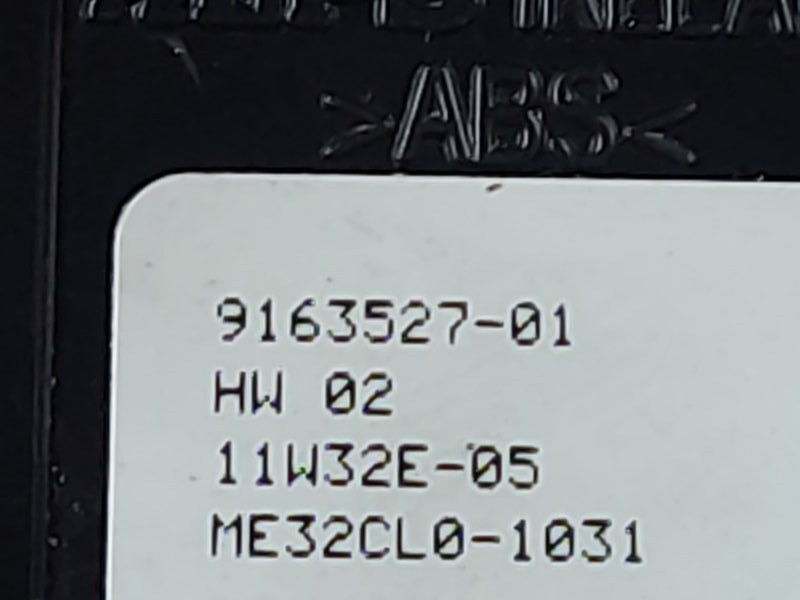 >ABS<
9163527-01
HW 02
11W32E-05
ME32CL0-1031